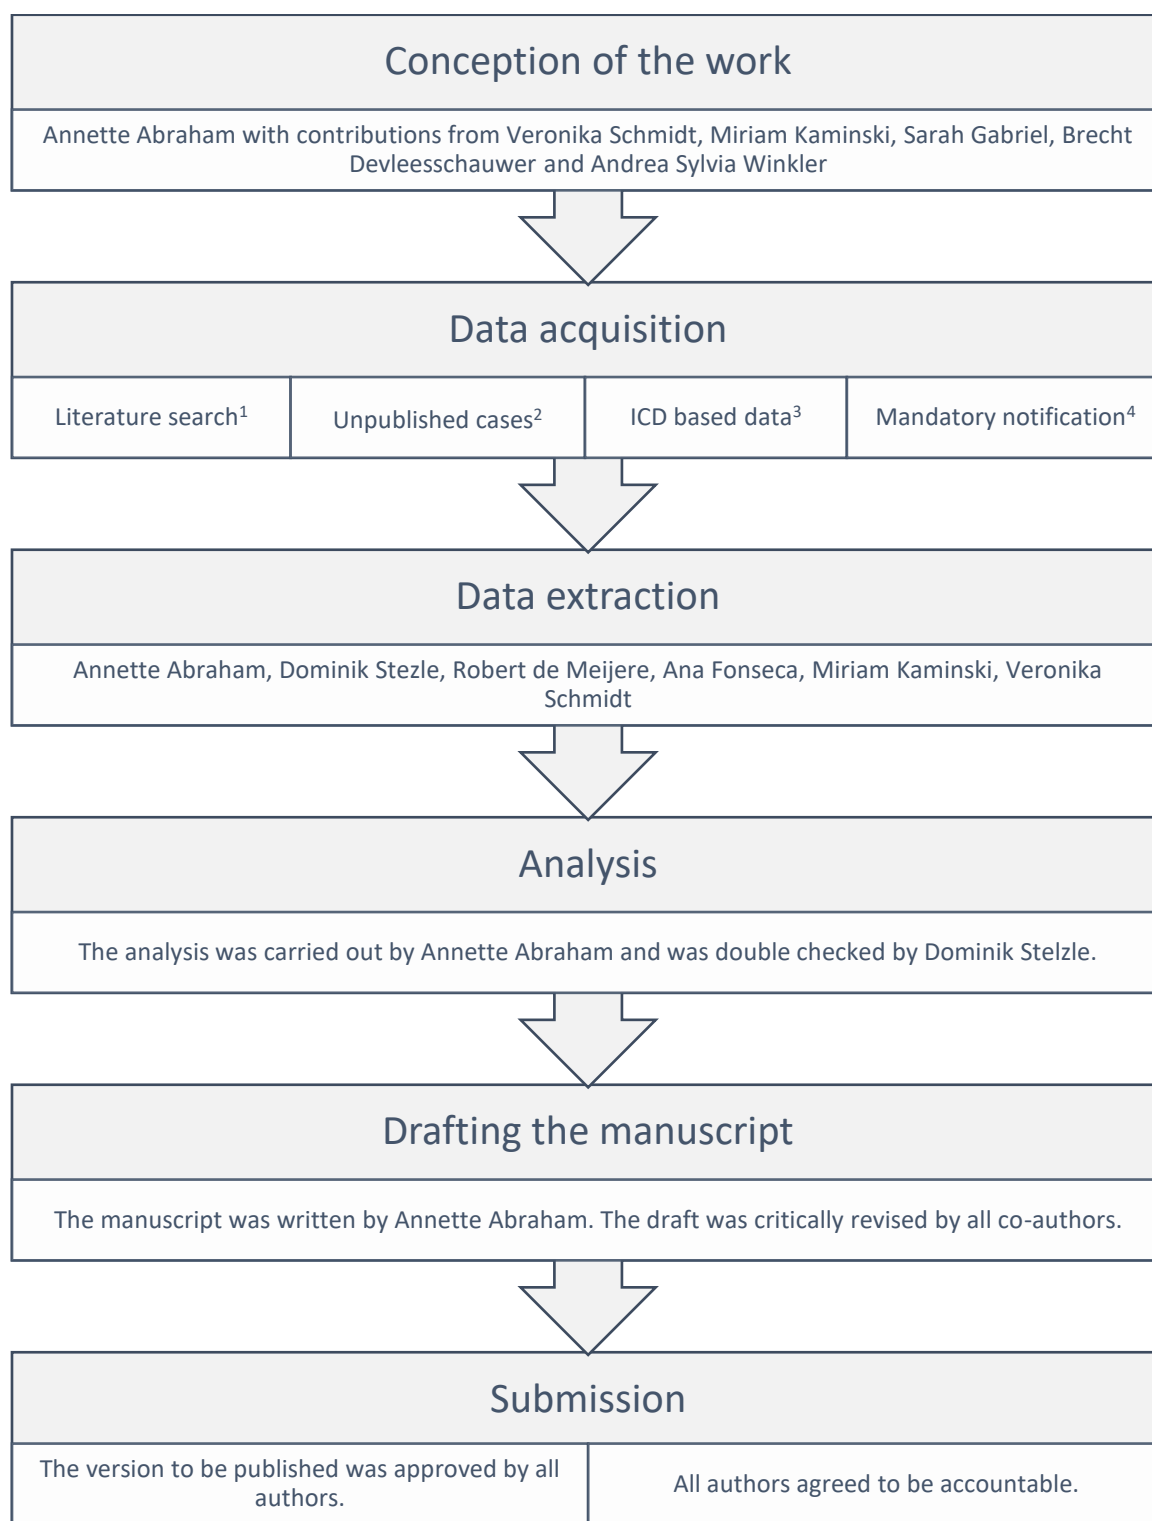 Conception of the work
Annette Abraham with contributions from Veronika Schmidt, Miriam Kaminski, Sarah Gabriel, Brecht
Devleesschauwer and Andrea Sylvia Winkler
Data acquisition
Literature search¹
Unpublished cases²
ICD based data³
Mandatory notification⁴
Data extraction
Annette Abraham, Dominik Stezle, Robert de Meijere, Ana Fonseca, Miriam Kaminski, Veronika
Schmidt
Analysis
The analysis was carried out by Annette Abraham and was double checked by Dominik Stelzle.
Drafting the manuscript
The manuscript was written by Annette Abraham. The draft was critically revised by all co-authors.
Submission
The version to be published was approved by all
authors.
All authors agreed to be accountable.